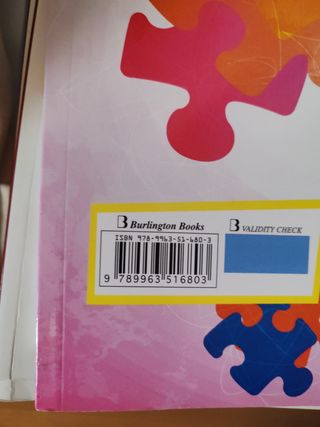 B Burlington Books
B VALIDITY CHECK
ISBN 978-9963-51-680-3
9 789963 516803